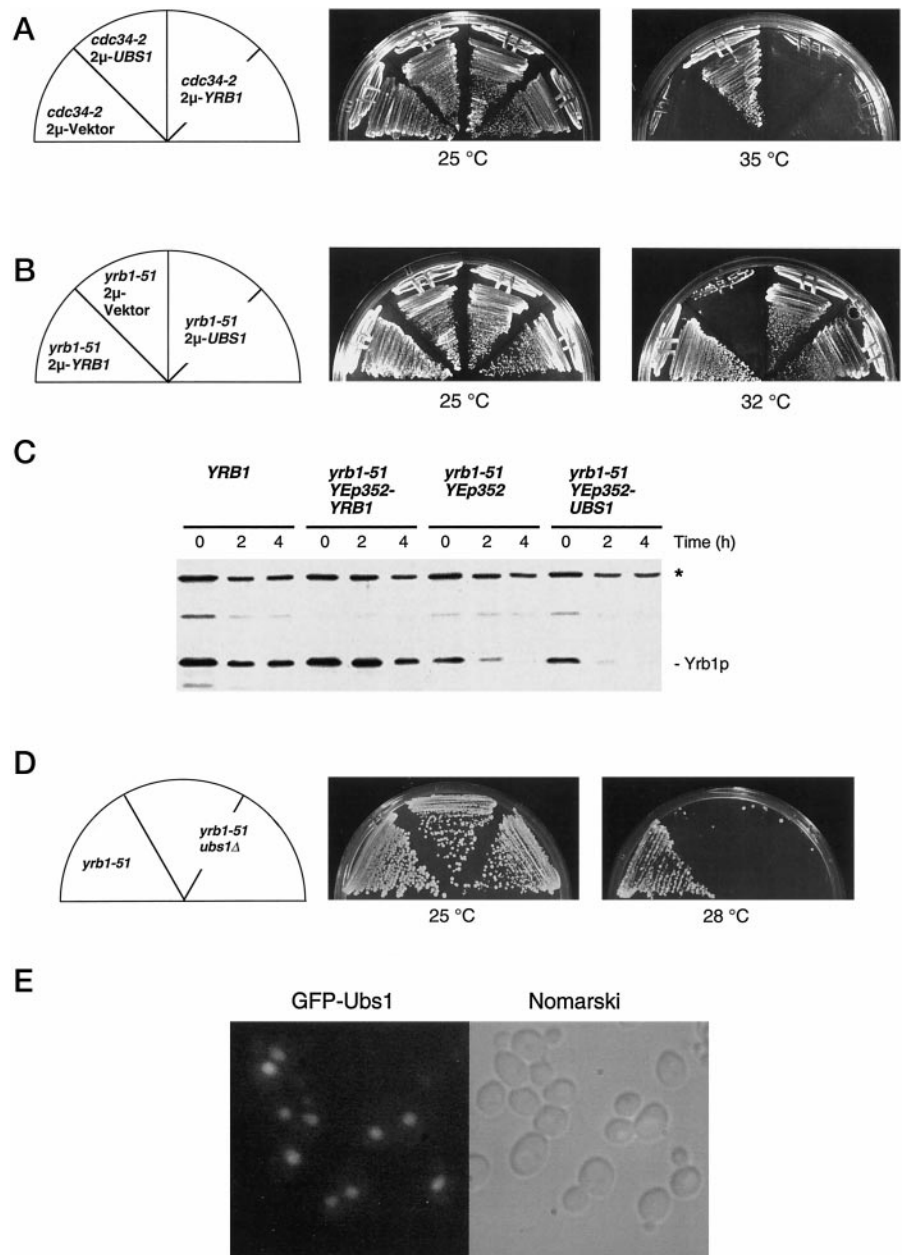 A
cdc34-2
2μ-UBS1
cdc34-2
2μ-YRB1
cdc34-2
2μ-Vektor
25 °C
35 °C
B
yrb1-51
2μ-
Vektor
yrb1-51
2μ-UBS1
yrb1-51
2μ-YRB1
25 °C
32 °C
C
YRB1
yrb1-51
YEp352-
YRB1
yrb1-51
YEp352
yrb1-51
YEp352-
UBS1
0 2 4 0 2 4 0 2 4 0 2 4 Time (h)
*
- Yrb1p
D
yrb1-51
yrb1-51
ubs1Δ
25 °C
28 °C
E
GFP-Ubs1 Nomarski